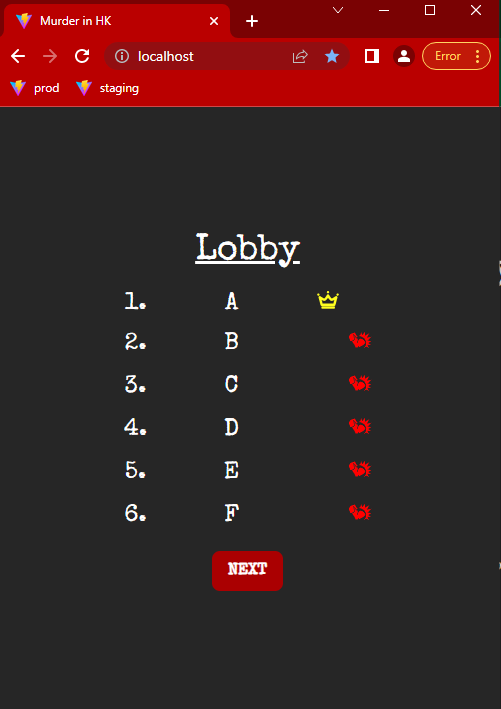 Murder in HK
localhost
Error
prod
staging
Lobby
1. A
2. B
3. C
4. D
5. E
6. F
NEXT